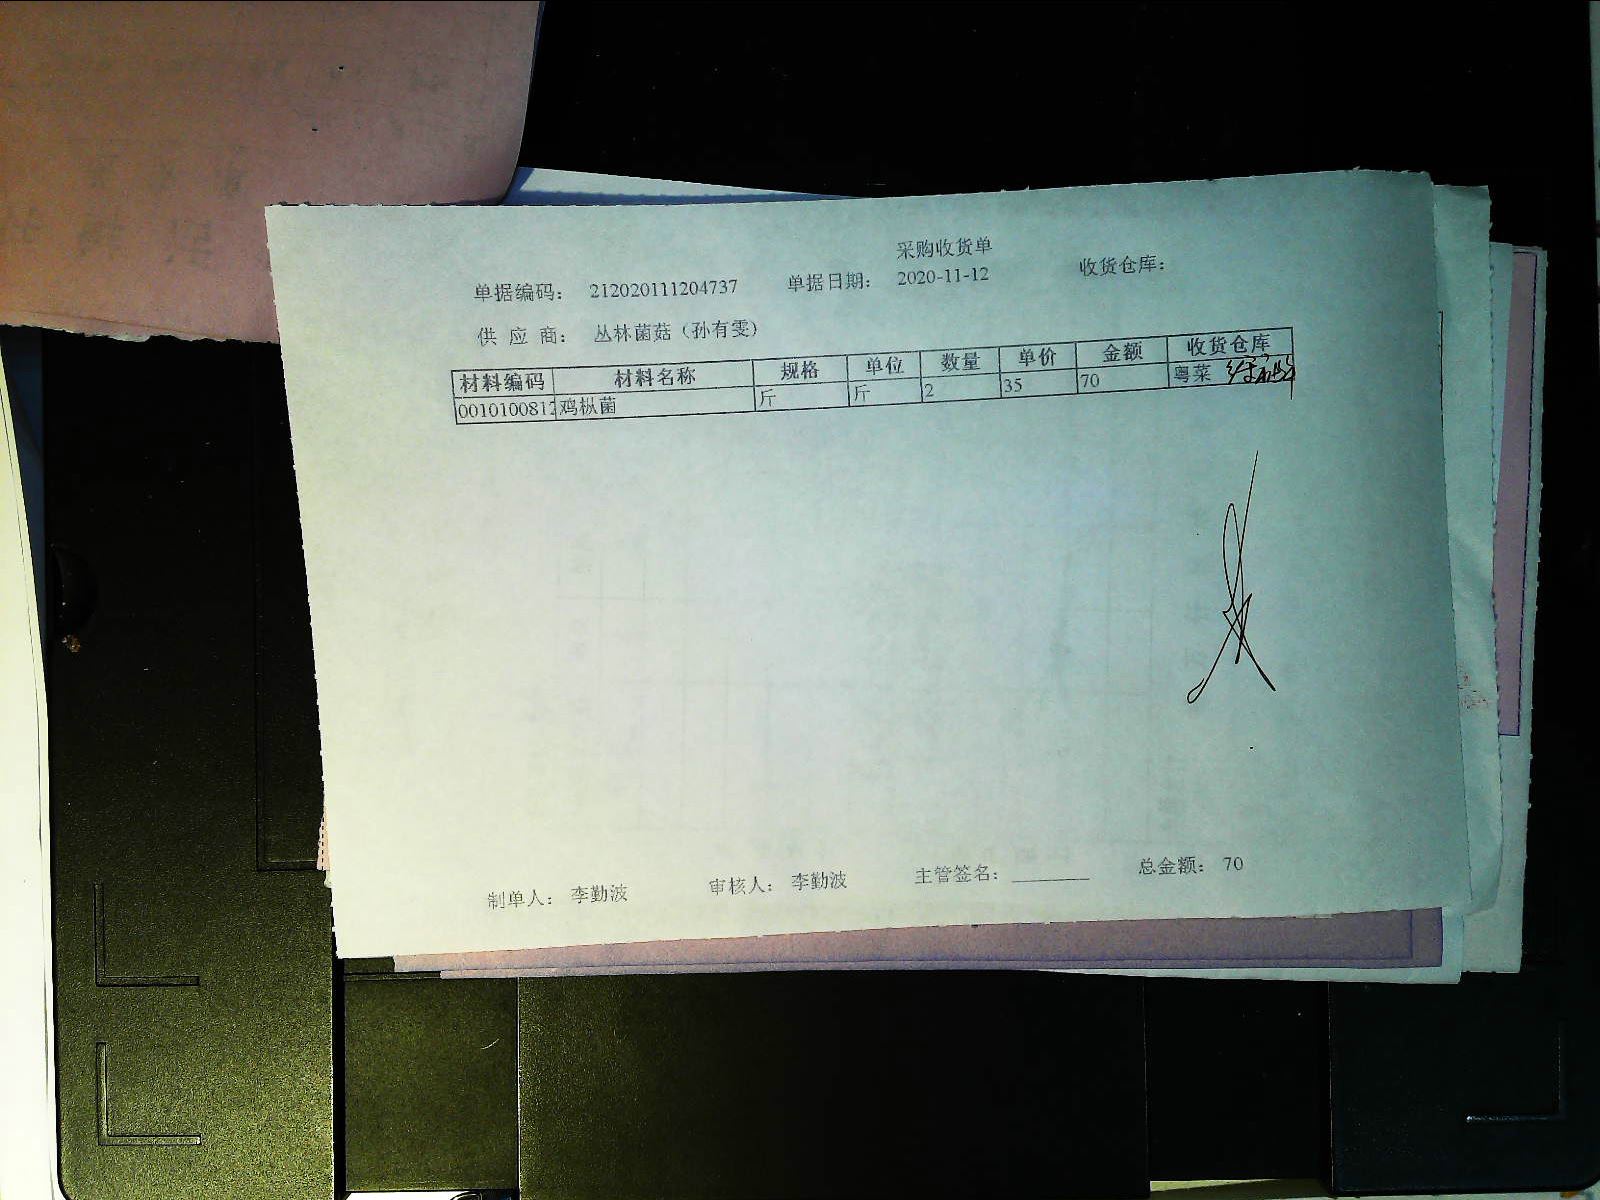 采购收货单
单据编码： 212020111204737 单据日期： 2020-11-12 收货仓库：
供 应 商： 丛林菌菇（孙有雯）
材料编码 材料名称 规格 单位 数量 单价 金额 收货仓库
0010100812 鸡枞菌 斤 斤 2 35 70 粤菜
制单人： 李勤波 审核人： 李勤波 主管签名： 总金额： 70